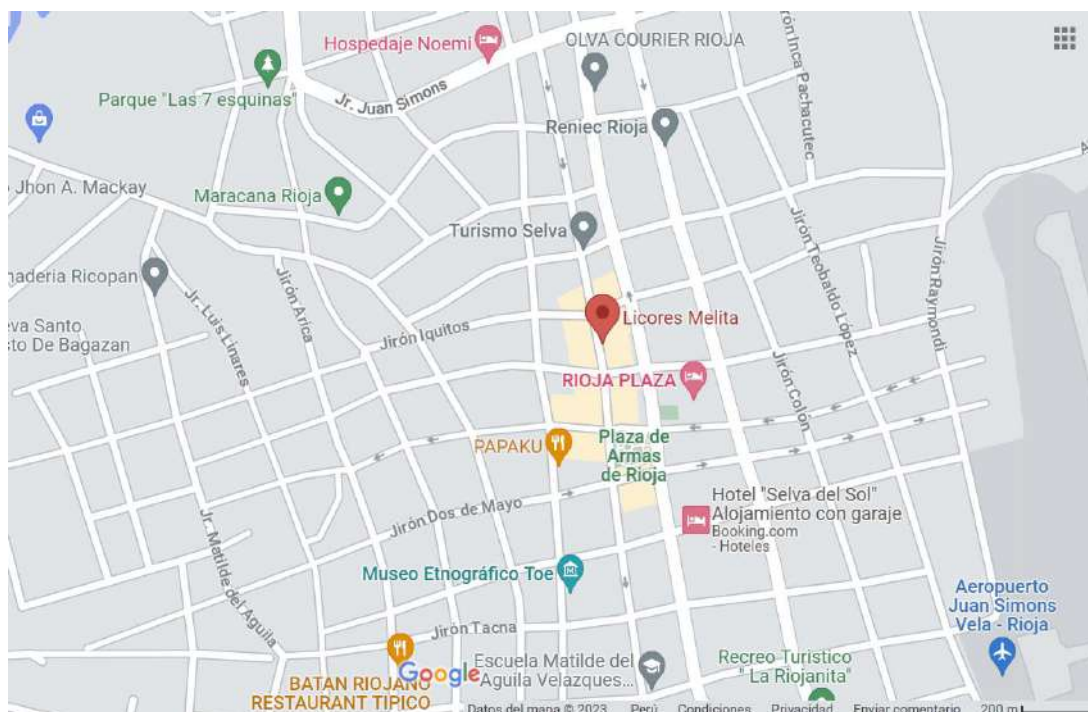 Hospedaje Noemi
OLVA COURIER RIOJA
Parque "Las 7 esquinas"
Jr. Juan Simons
Reniec Rioja
Jirón Inca Pachacutec
Jhon A. Mackay
Maracana Rioja
Turismo Selva
Jirón Teobaldo López
Jirón Raymondi
Ricopan
Jirón Arica
Jr. Luis Linares
Santo
De Bagazan
Jirón Iquitos
Licores Melita
RIOJA PLAZA
Jirón Colón
PAPAKU
Plaza de
Armas
de Rioja
Hotel "Selva del Sol"
Alojamiento con garaje
Booking.com
- Hoteles
Jirón Dos de Mayo
Jr. Matilde del Aguila
Museo Etnográfico Toe
Aeropuerto
Juan Simons
Vela - Rioja
Jirón Tacna
BATAN RIOJANO
RESTAURANT TIPICO
Google
Escuela Matilde del
Aguila Velazques...
Recreo Turistico
"La Riojanita"
Datos del mapa © 2023 Perú Condiciones Privacidad Enviar comentario 200 m